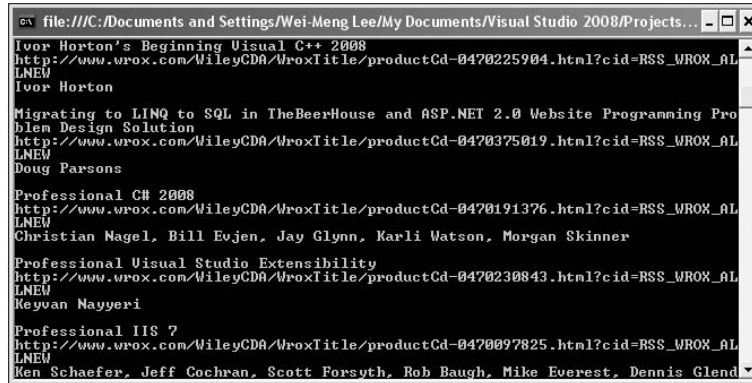 file:///C:/Documents and Settings/Wei-Meng Lee/My Documents/Visual Studio 2008/Projects...
Ivor Horton's Beginning Visual C++ 2008
http://www.wrox.com/WileyCDA/WroxTitle/productCd-0470225904.html?cid=RSS_WROX_AL
LNEW
Ivor Horton
Migrating to LINQ to SQL in TheBeerHouse and ASP.NET 2.0 Website Programming Pro
blem Design Solution
http://www.wrox.com/WileyCDA/WroxTitle/productCd-0470375019.html?cid=RSS_WROX_AL
LNEW
Doug Parsons
Professional C# 2008
http://www.wrox.com/WileyCDA/WroxTitle/productCd-0470191376.html?cid=RSS_WROX_AL
LNEW
Christian Nagel, Bill Evjen, Jay Glynn, Karli Watson, Morgan Skinner
Professional Visual Studio Extensibility
http://www.wrox.com/WileyCDA/WroxTitle/productCd-0470230843.html?cid=RSS_WROX_AL
LNEW
Keyvan Nayyeri
Professional IIS 7
http://www.wrox.com/WileyCDA/WroxTitle/productCd-0470097825.html?cid=RSS_WROX_AL
LNEW
Ken Schaefer, Jeff Cochran, Scott Forsyth, Rob Baugh, Mike Everest, Dennis Glend